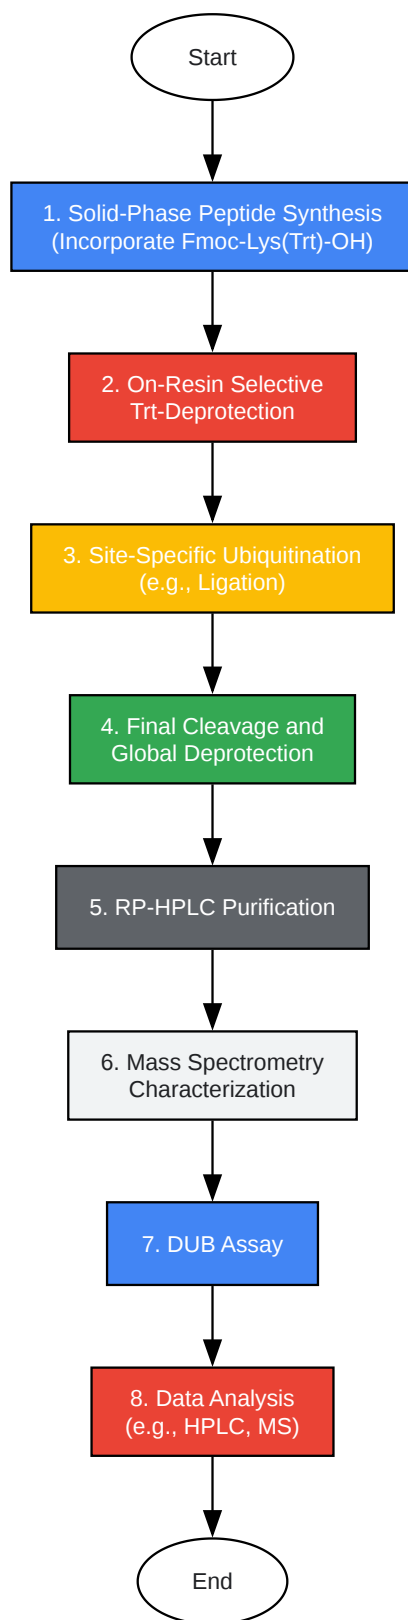 Start
1. Solid-Phase Peptide Synthesis
(Incorporate Fmoc-Lys(Trt)-OH)
2. On-Resin Selective
Trt-Deprotection
3. Site-Specific Ubiquitination
(e.g., Ligation)
4. Final Cleavage and
Global Deprotection
5. RP-HPLC Purification
6. Mass Spectrometry
Characterization
7. DUB Assay
8. Data Analysis
(e.g., HPLC, MS)
End